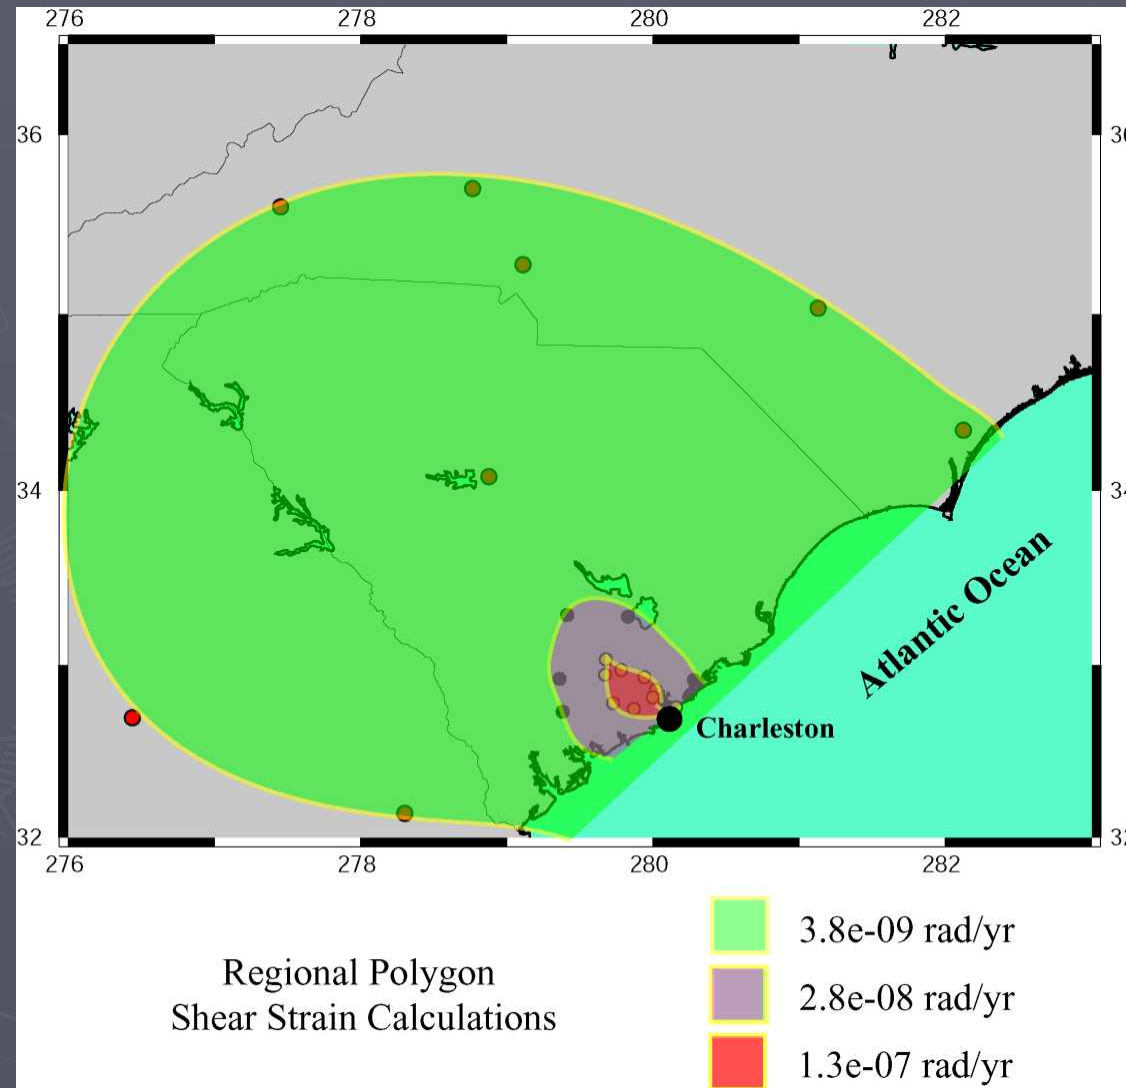 276 278 280 282
36
34 34
Atlantic Ocean
Charleston
32
276 278 280 282
3.8e-09 rad/yr
Regional Polygon
2.8e-08 rad/yr
Shear Strain Calculations
1.3e-07 rad/yr